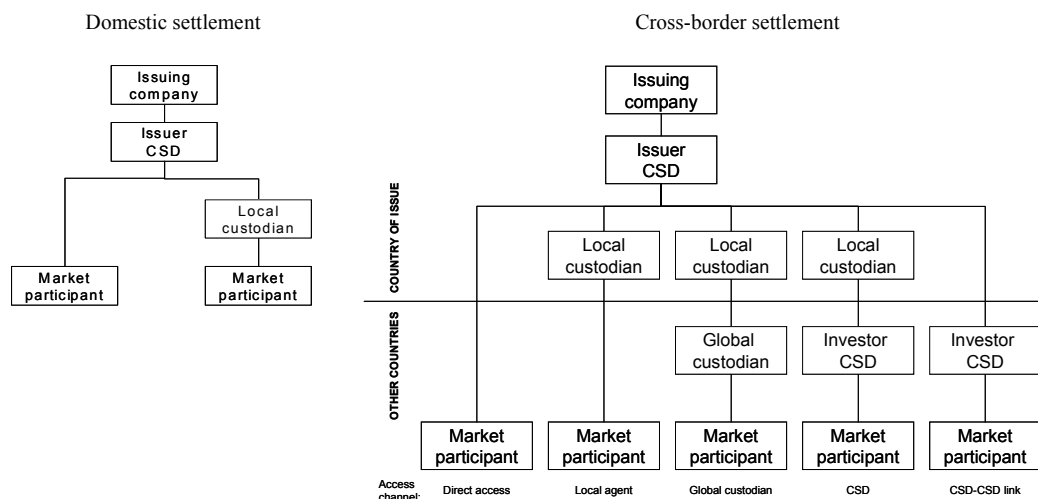 Domestic settlement
Issuing
company
Issuer
CSD
Local
custodian
Market
participant
Market
participant
Cross-border settlement
Issuing
company
Issuer
CSD
COUNTRY OF ISSUE
Local
custodian
Local
custodian
Local
custodian
OTHER COUNTRIES
Global
custodian
Investor
CSD
Investor
CSD
Market
participant
Market
participant
Market
participant
Market
participant
Market
participant
Access
channel:
Direct access
Local agent
Global custodian
CSD
CSD-CSD link